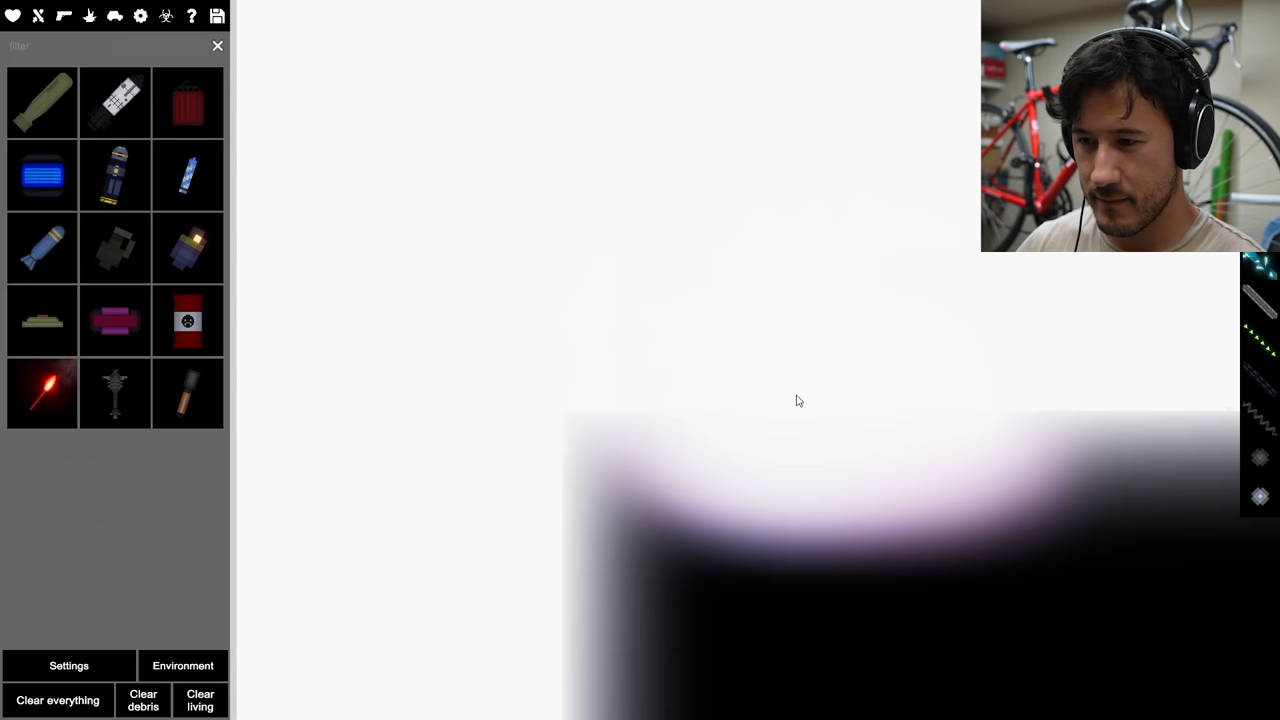 filter
Settings
Environment
Clear everything
Clear
debris
Clear
living